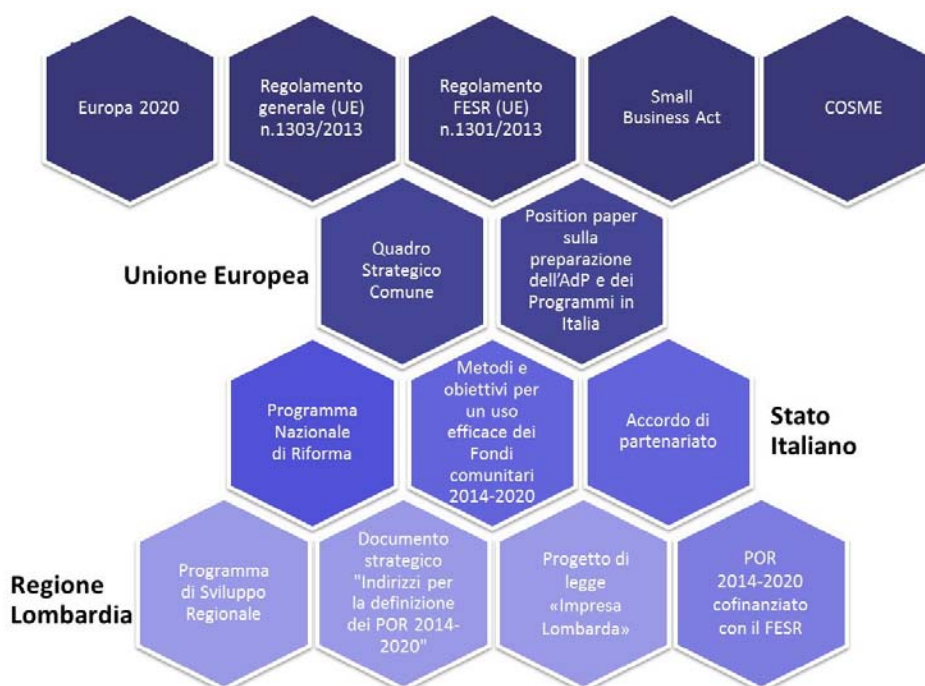 Europa 2020
Regolamento
generale (UE)
n.1303/2013
Regolamento
FESR (UE)
n.1301/2013
Small
Business Act
COSME
Unione Europea
Quadro
Strategico
Comune
Position paper
sulla
preparazione
dell'AdP e dei
Programmi in
Italia
Programma
Nazionale
di Riforma
Metodi e
obiettivi per
un uso
efficace dei
Fondi
comunitari
2014-2020
Accordo di
partenariato
Stato
Italiano
Regione
Lombardia
Programma
di Sviluppo
Regionale
Documento
strategico
"Indirizzi per
la definizione
dei POR 2014-
2020"
Progetto di
legge
«Impresa
Lombarda»
POR
2014-2020
cofinanziato
con il FESR